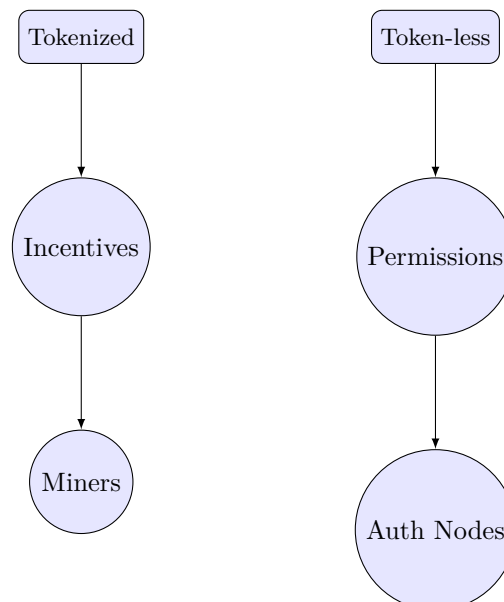 Tokenized
Token-less
Incentives
Permissions
Miners
Auth Nodes